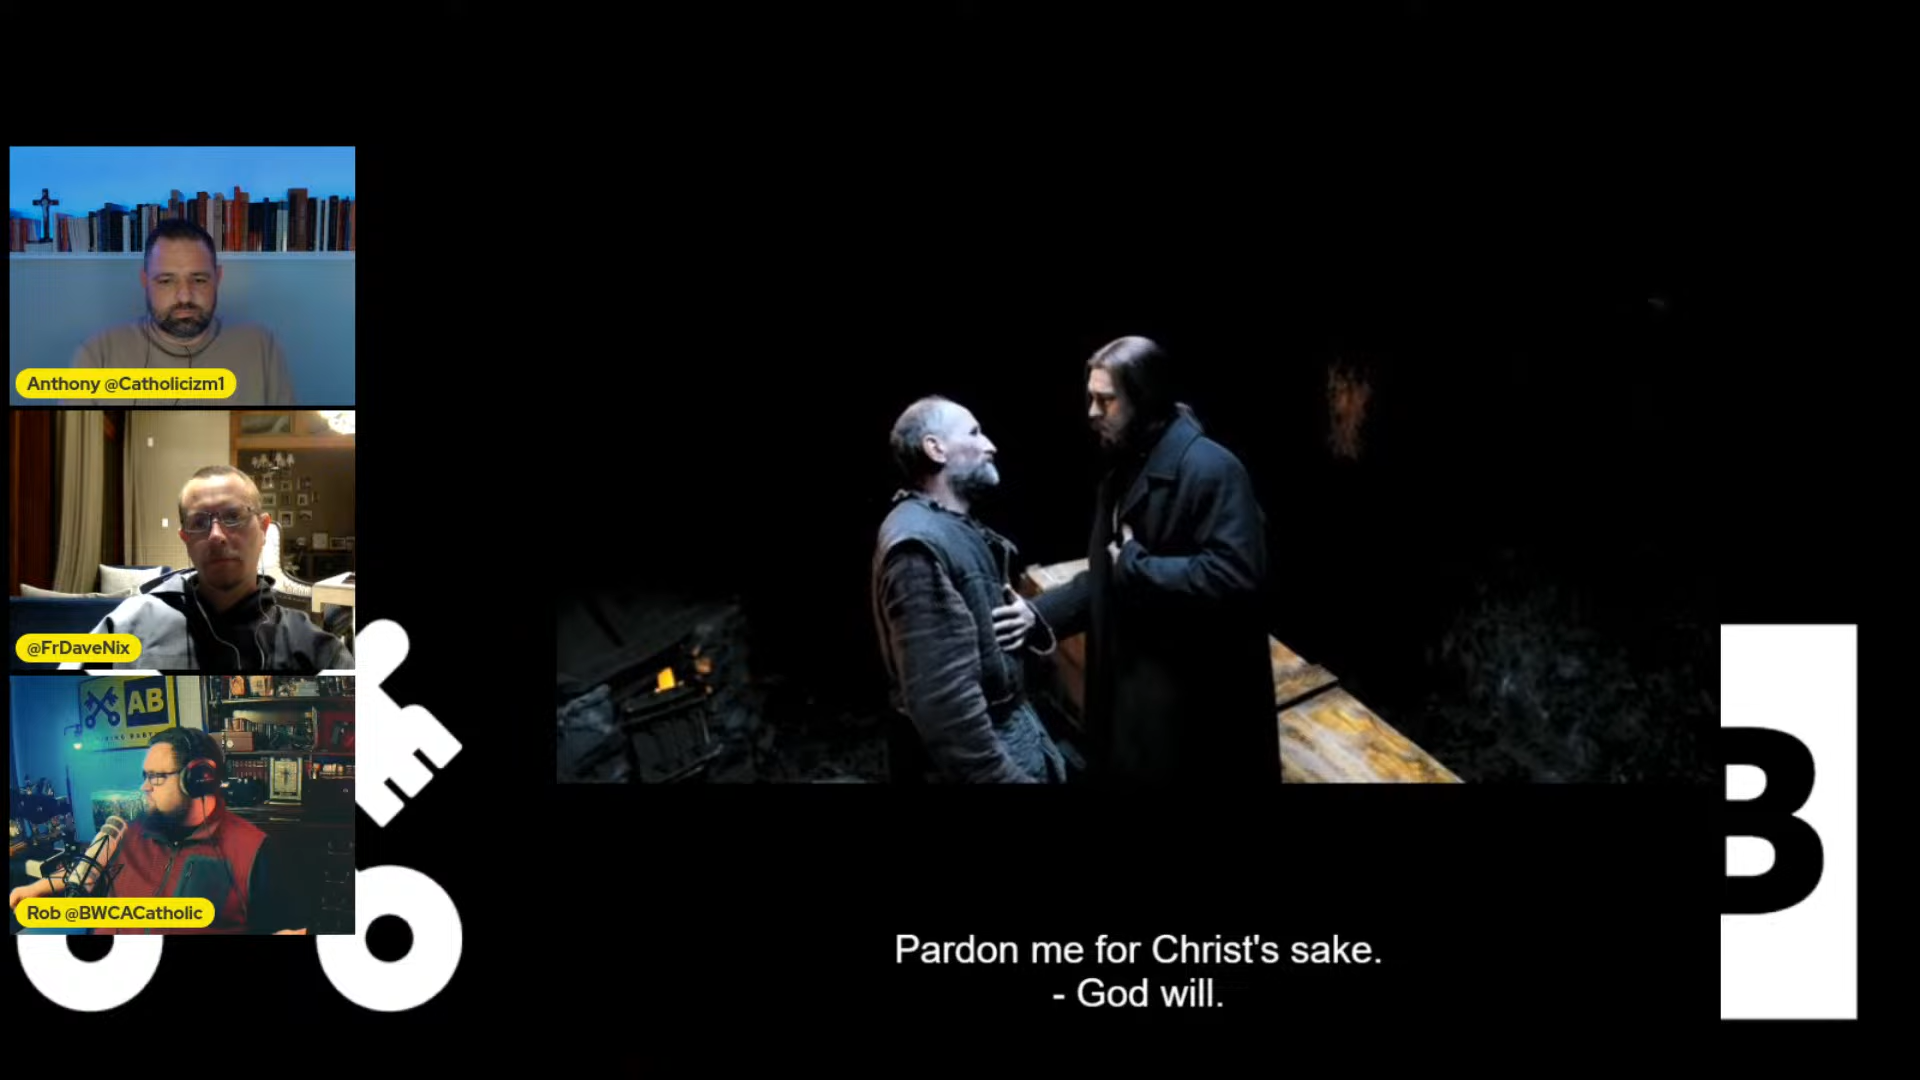 Anthony @Catholicizm1
@FrDaveNix
AB
Rob @BWCACatholic
B
Pardon me for Christ's sake.
- God will.